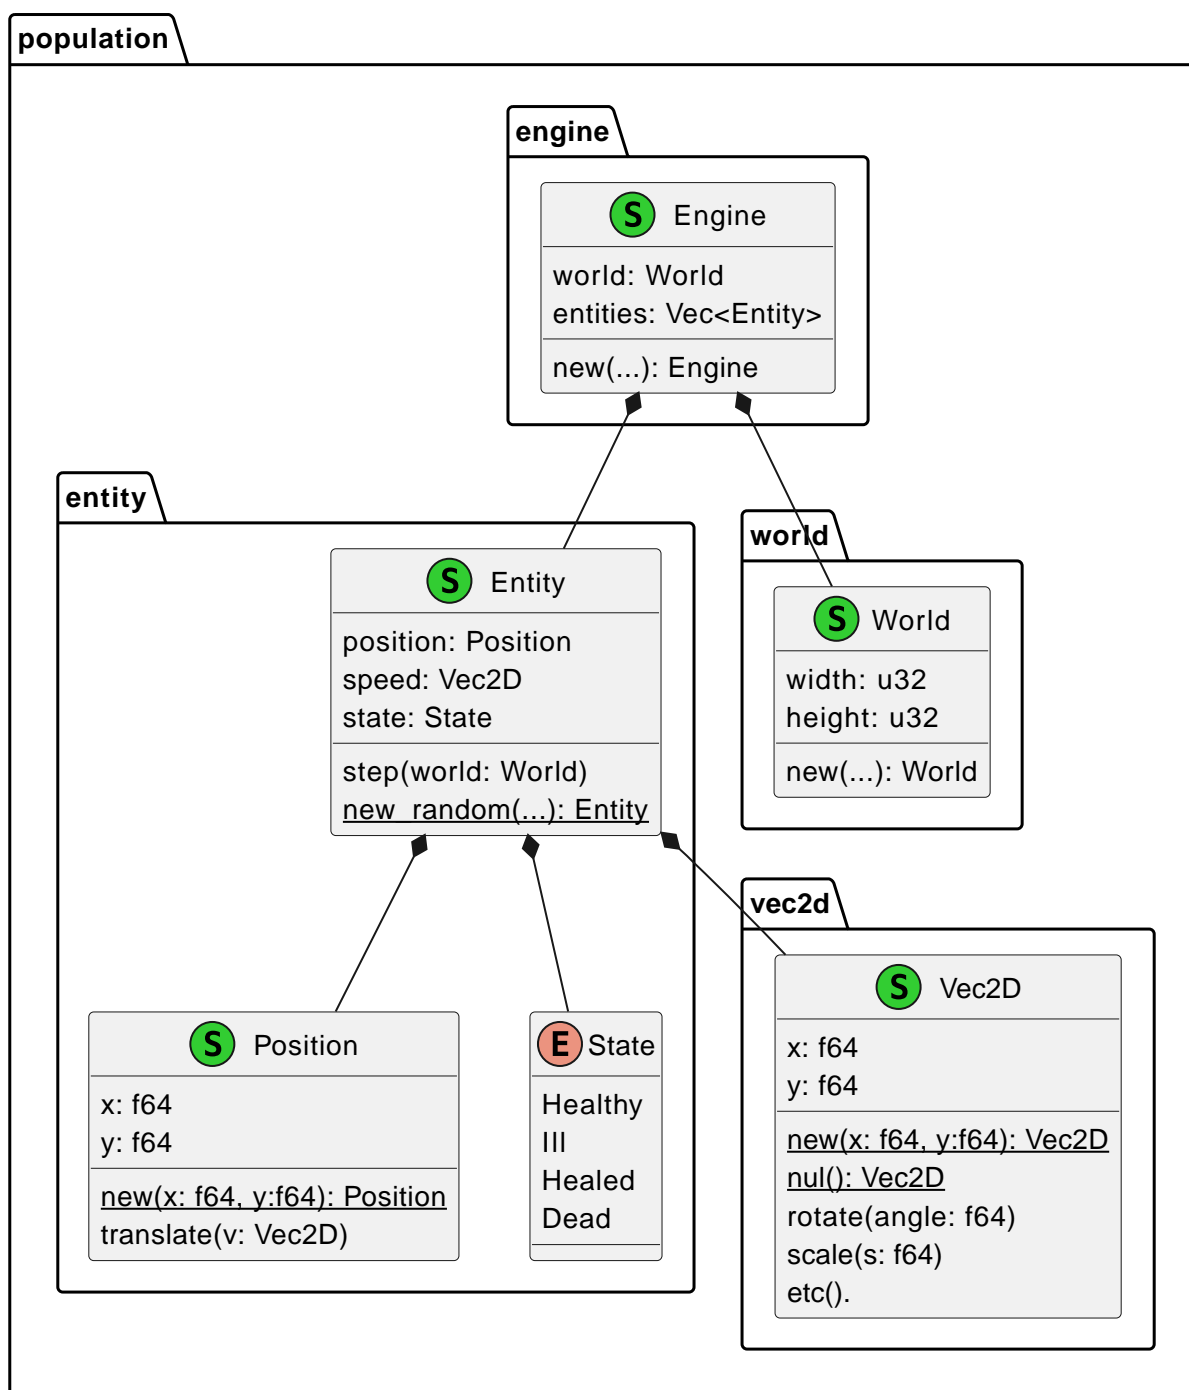 population
engine
S Engine
world: World
entities: Vec<Entity>
new(...): Engine
entity
S Entity
position: Position
speed: Vec2D
state: State
step(world: World)
new_random(...): Entity
world
S World
width: u32
height: u32
new(...): World
S Position
x: f64
y: f64
new(x: f64, y:f64): Position
translate(v: Vec2D)
E State
Healthy
Ill
Healed
Dead
vec2d
S Vec2D
x: f64
y: f64
new(x: f64, y:f64): Vec2D
nul(): Vec2D
rotate(angle: f64)
scale(s: f64)
etc().